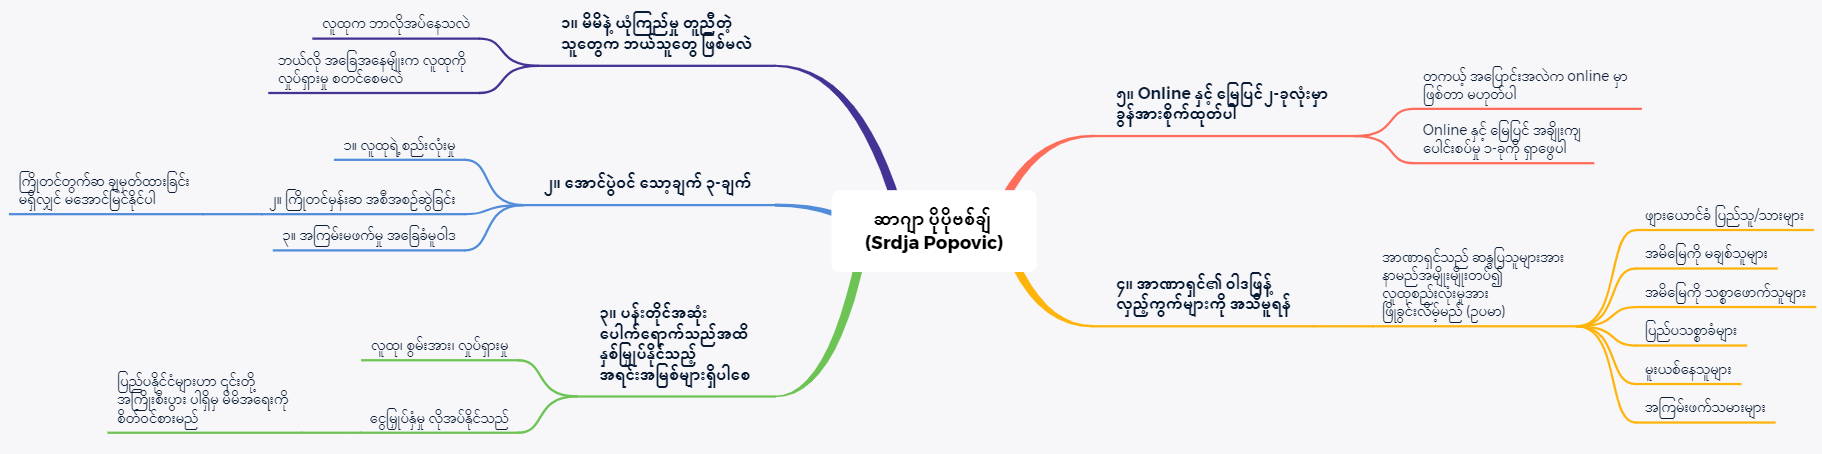 ဆာဂျာ ပိုပိုဗစ်ချ်
(Srdja Popovic)
၁။ မိမိနဲ့ ယုံကြည်မှု တူညီတဲ့
သူတွေက ဘယ်သူတွေ ဖြစ်မလဲ
လူထုက ဘာလိုအပ်နေသလဲ
ဘယ်လို အခြေအနေမျိုးက လူထုကို
လှုပ်ရှားမှု စတင်စေမလဲ
၂။ အောင်ပွဲဝင် သော့ချက် ၃-ချက်
၁။ လူထုရဲ့စည်းလုံးမှု
၂။ ကြိုတင်မှန်းဆ အစီအစဉ်ဆွဲခြင်း
ကြိုတင်တွက်ဆ ချမှတ်ထားခြင်း
မရှိလျှင် မအောင်မြင်နိုင်ပါ
၃။ အကြမ်းမဖက်မှု အခြေခံမူဝါဒ
၃။ ပန်းတိုင်အဆုံး
ပေါက်ရောက်သည်အထိ
နှစ်မြှုပ်နိုင်သည့်
အရင်းအမြစ်များရှိပါစေ
လူထု၊ စွမ်းအား၊ လှုပ်ရှားမှု
ငွေမြှုပ်နှံမှု လိုအပ်နိုင်သည်
ပြည်ပနိုင်ငံများဟာ ၎င်းတို့
အကြိုးစီးပွား ပါရှိမှ မိမိအရေးကို
စိတ်ဝင်စားမည်
၅။ Online နှင့် မြေပြင်၂-ခုလုံးမှာ
ခွန်အားစိုက်ထုတ်ပါ
တကယ့် အပြောင်းအလဲက online မှာ
ဖြစ်တာ မဟုတ်ပါ
Online နှင့် မြေပြင် အချိုးကျ
ပေါင်းစပ်မှု ၁-ခုကို ရှာဖွေပါ
၄။ အာဏာရှင်၏ ဝါဒဖြန့်
လှည့်ကွက်များကို အသိမူရန်
အာဏာရှင်သည် ဆန္ဒပြသူများအား
နာမည်အမျိုးမျိုးတပ်၍
လူထုစည်းလုံးမှုအား
ဖြိုခွင်းလိမ့်မည် (ဥပမာ)
ဖျားယောင်ခံ ပြည်သူ/သားများ
အမိမြေကို မချစ်သူများ
အမိမြေကို သစ္စာဖောက်သူများ
ပြည်ပသစ္စာခံများ
မူးယစ်နေသူများ
အကြမ်းဖက်သမားများ